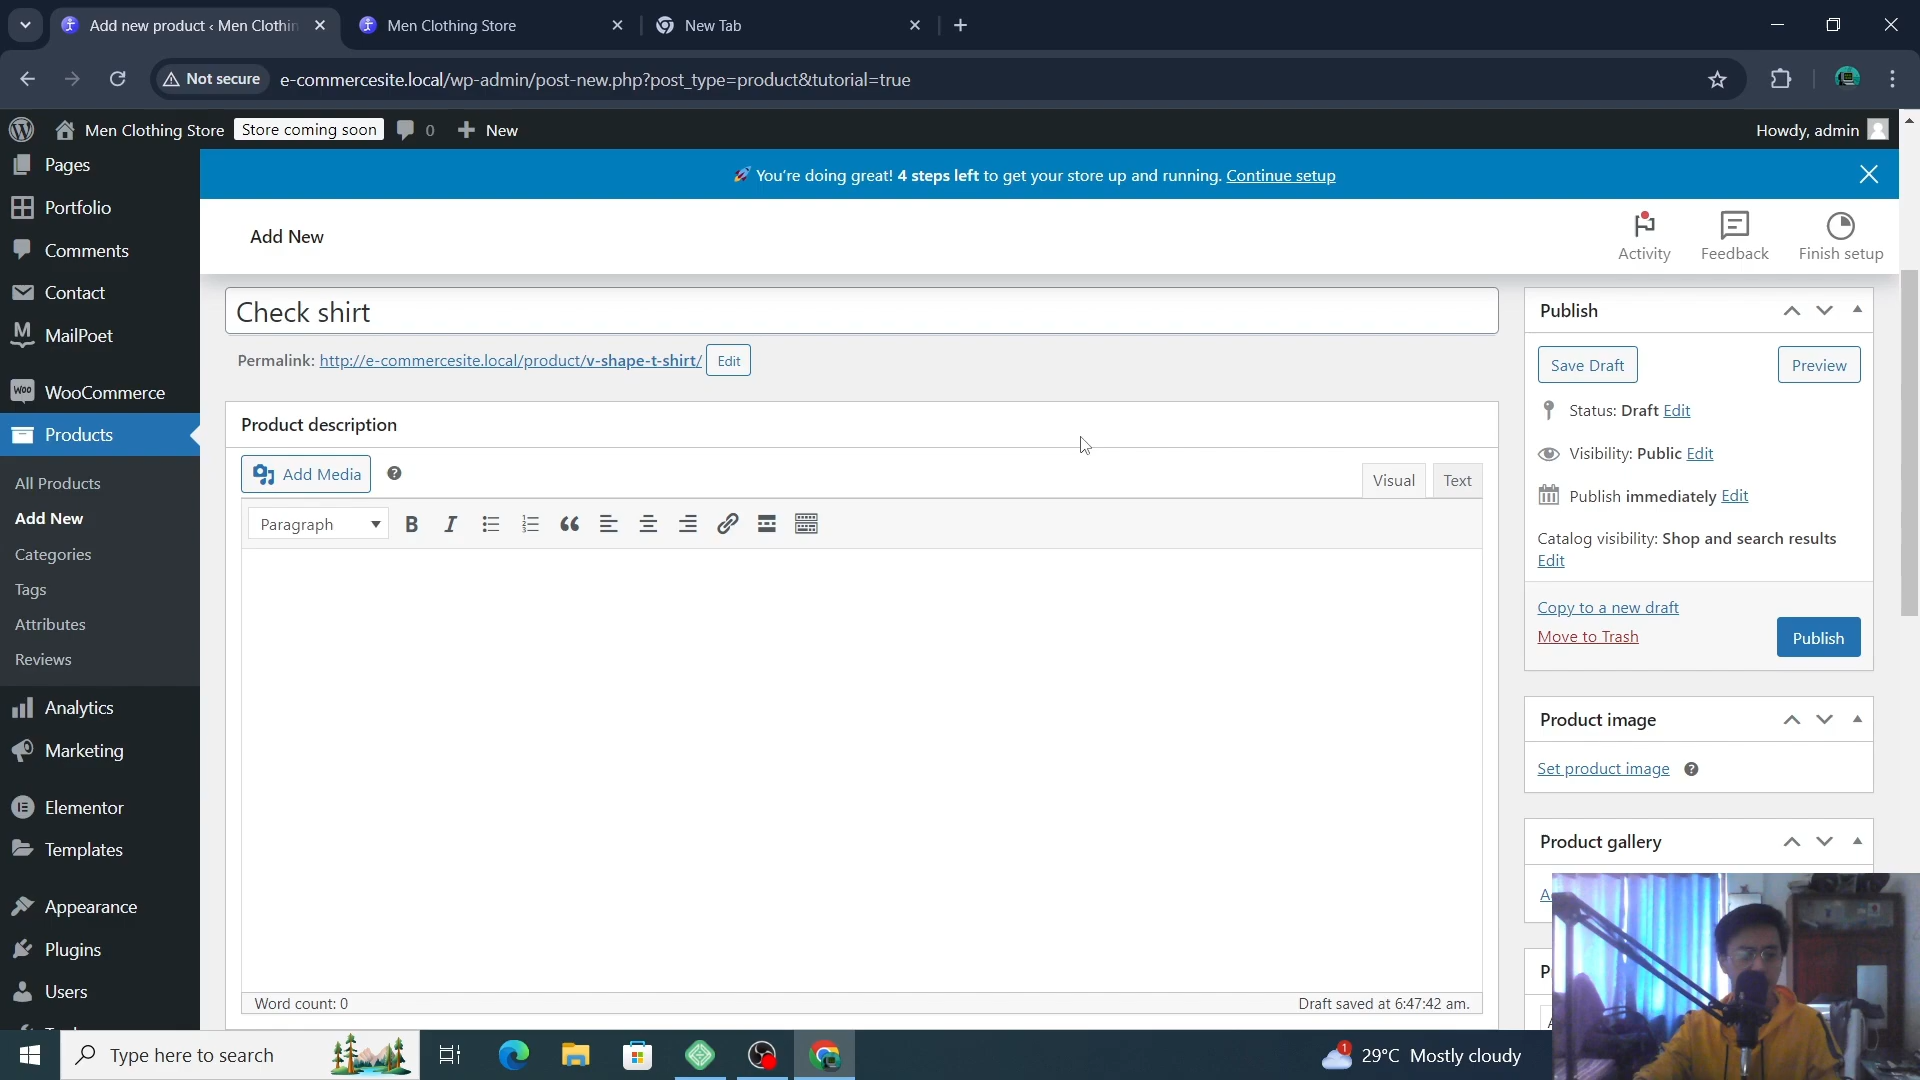 Add new product ‹ Men Clothin
Men Clothing Store
New Tab
Not secure
e-commercesite.local/wp-admin/post-new.php?post_type=product&tutorial=true
Men Clothing Store
Store coming soon
0
New
Howdy, admin
Pages
Portfolio
Comments
Contact
MailPoet
WooCommerce
Products
All Products
Add New
Categories
Tags
Attributes
Reviews
Analytics
Marketing
Elementor
Templates
Appearance
Plugins
Users
🚀 You're doing great! 4 steps left to get your store up and running. Continue setup
Add New
Activity
Feedback
Finish setup
Check shirt
Permalink: http://e-commercesite.local/product/v-shape-t-shirt/ Edit
Product description
Add Media
Visual
Text
Paragraph
Word count: 0
Draft saved at 6:47:42 am.
Publish
Save Draft
Preview
Status: Draft Edit
Visibility: Public Edit
Publish immediately Edit
Catalog visibility: Shop and search results
Edit
Copy to a new draft
Move to Trash
Publish
Product image
Set product image
Product gallery
Type here to search
29°C Mostly cloudy